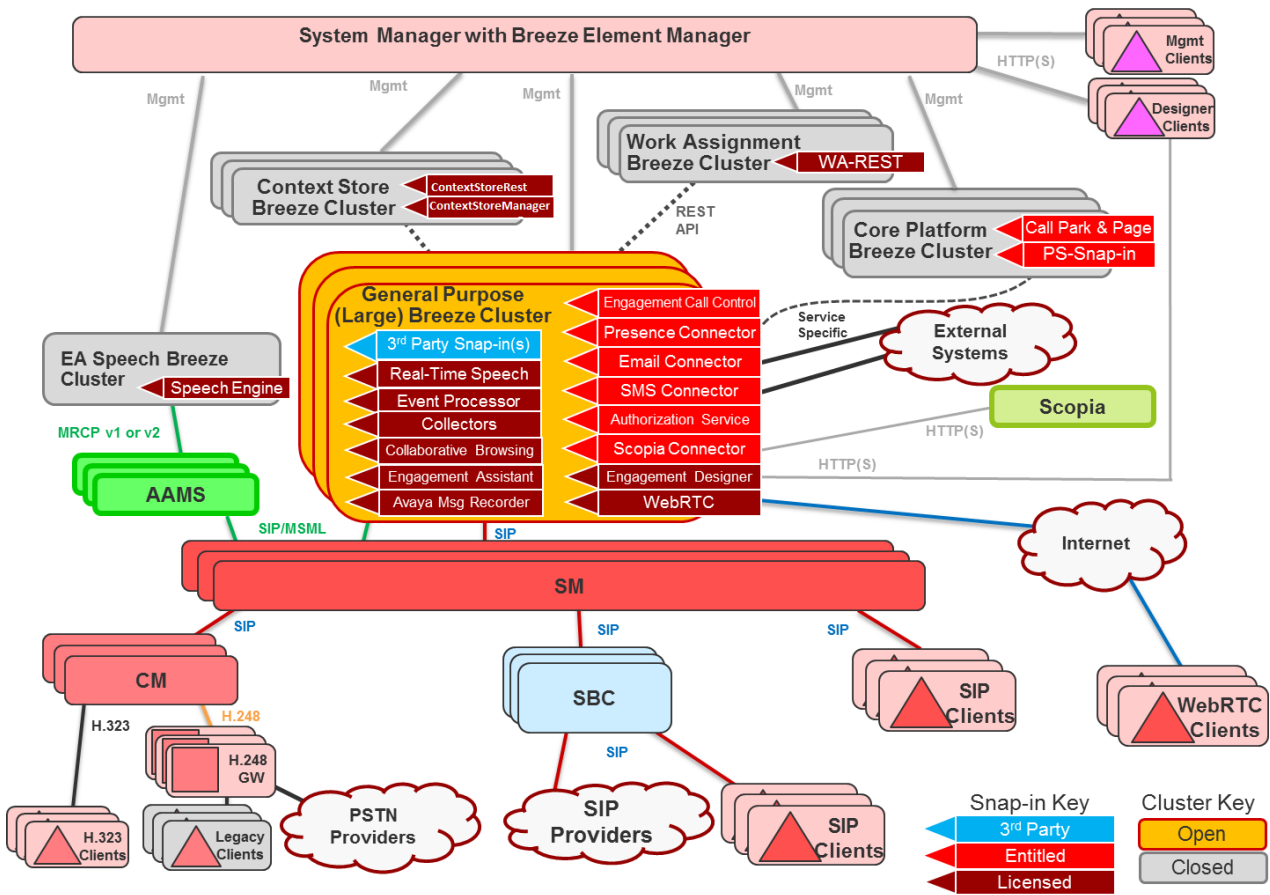 System Manager with Breeze Element Manager
Mgmt
Clients
HTTP(S)
Designer
Clients
Mgmt
Mgmt
Mgmt
Mgmt
Mgmt
Work Assignment
Breeze Cluster
WA-REST
Context Store
Breeze Cluster
ContextStoreRest
ContextStoreManager
REST
API
Core Platform
Breeze Cluster
Call Park & Page
PS-Snap-in
General Purpose
(Large) Breeze Cluster
3rd Party Snap-in(s)
Real-Time Speech
Event Processor
Collectors
Collaborative Browsing
Engagement Assistant
Avaya Msg Recorder
Engagement Call Control
Presence Connector
Email Connector
SMS Connector
Authorization Service
Scopia Connector
Engagement Designer
WebRTC
Service
Specific
External
Systems
EA Speech Breeze
Cluster
Speech Engine
Scopia
HTTP(S)
HTTP(S)
MRCP v1 or v2
AAMS
SIP/MSML
SIP
Internet
SM
SIP
SIP
SIP
CM
SBC
SIP
Clients
WebRTC
Clients
H.323
H.248
H.248
GW
SIP
PSTN
Providers
SIP
Providers
H.323
Clients
Legacy
Clients
SIP
Clients
Snap-in Key
3rd Party
Entitled
Licensed
Cluster Key
Open
Closed